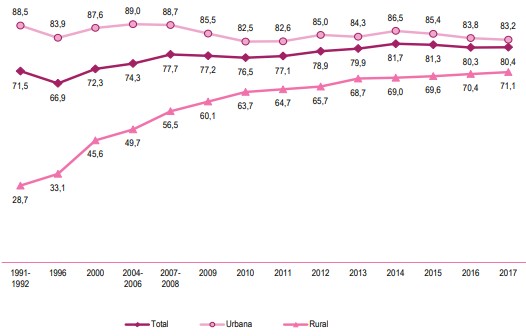 88,5 83,9 87,6 89,0 88,7 85,5 82,5 82,6 85,0 84,3 86,5 85,4 83,8 83,2
71,5 66,9 72,3 74,3 77,7 77,2 76,5 77,1 78,9 79,9 81,7 81,3 80,3 80,4
28,7 33,1 45,6 49,7 56,5 60,1 63,7 64,7 65,7 68,7 69,0 69,6 70,4 71,1
1991-1992 1996 2000 2004-2006 2007-2008 2009 2010 2011 2012 2013 2014 2015 2016 2017
Total Urbana Rural